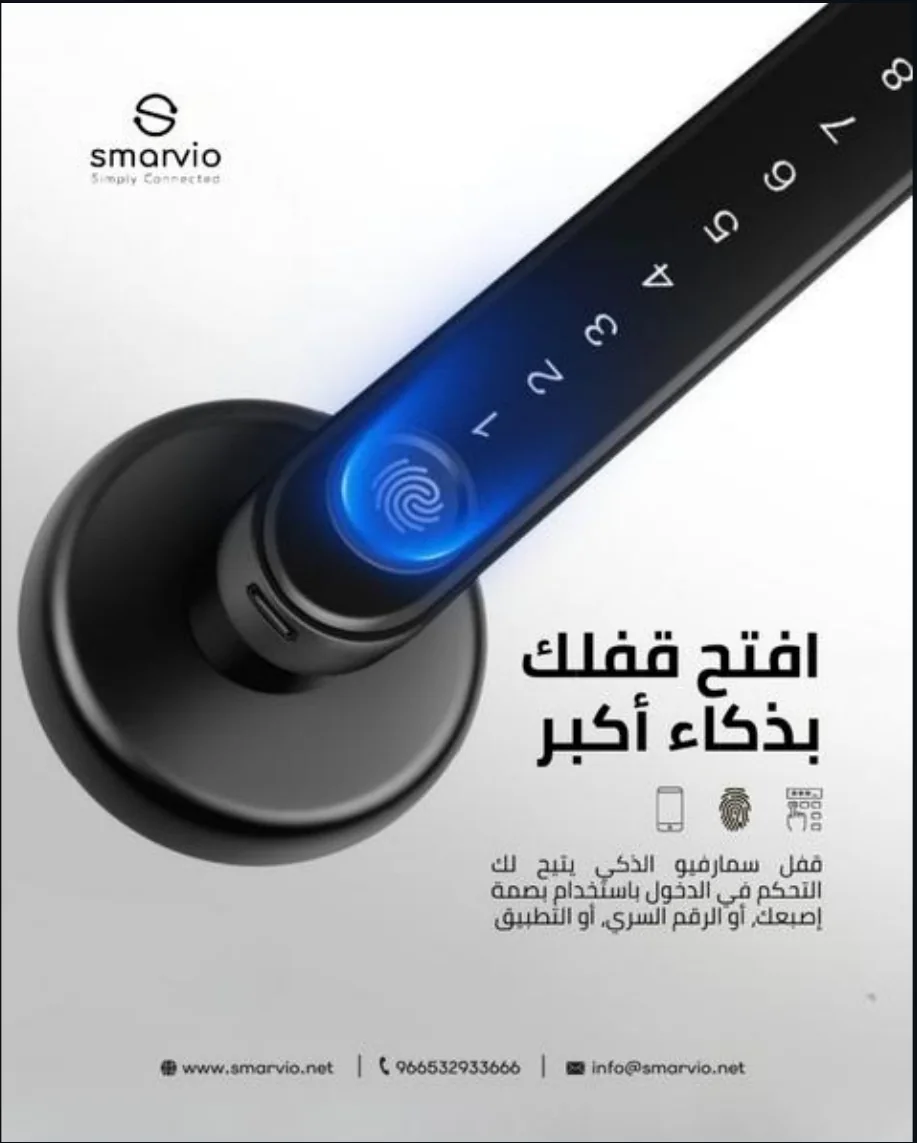 smarvio
Simply Connected
8
7
6
5
4
3
2
1
افتح قفلك
بذكاء أكبر
قفل سمارفيو الذكي يتيح لك
التحكم في الدخول باستخدام بصمة
إصبعك، أو الرقم السري، أو التطبيق
www.smarvio.net | 966532933666 | info@smarvio.net